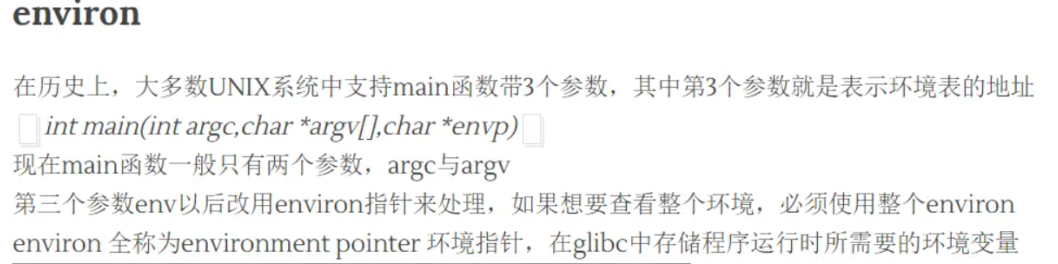 environ
在历史上，大多数UNIX系统中支持main函数带3个参数，其中第3个参数就是表示环境表的地址
int main(int argc,char *argv[],char *envp)
现在main函数一般只有两个参数，argc与argv
第三个参数env以后改用environ指针来处理，如果想要查看整个环境，必须使用整个environ
environ 全称为environment pointer 环境指针，在glibc中存储程序运行时所需要的环境变量